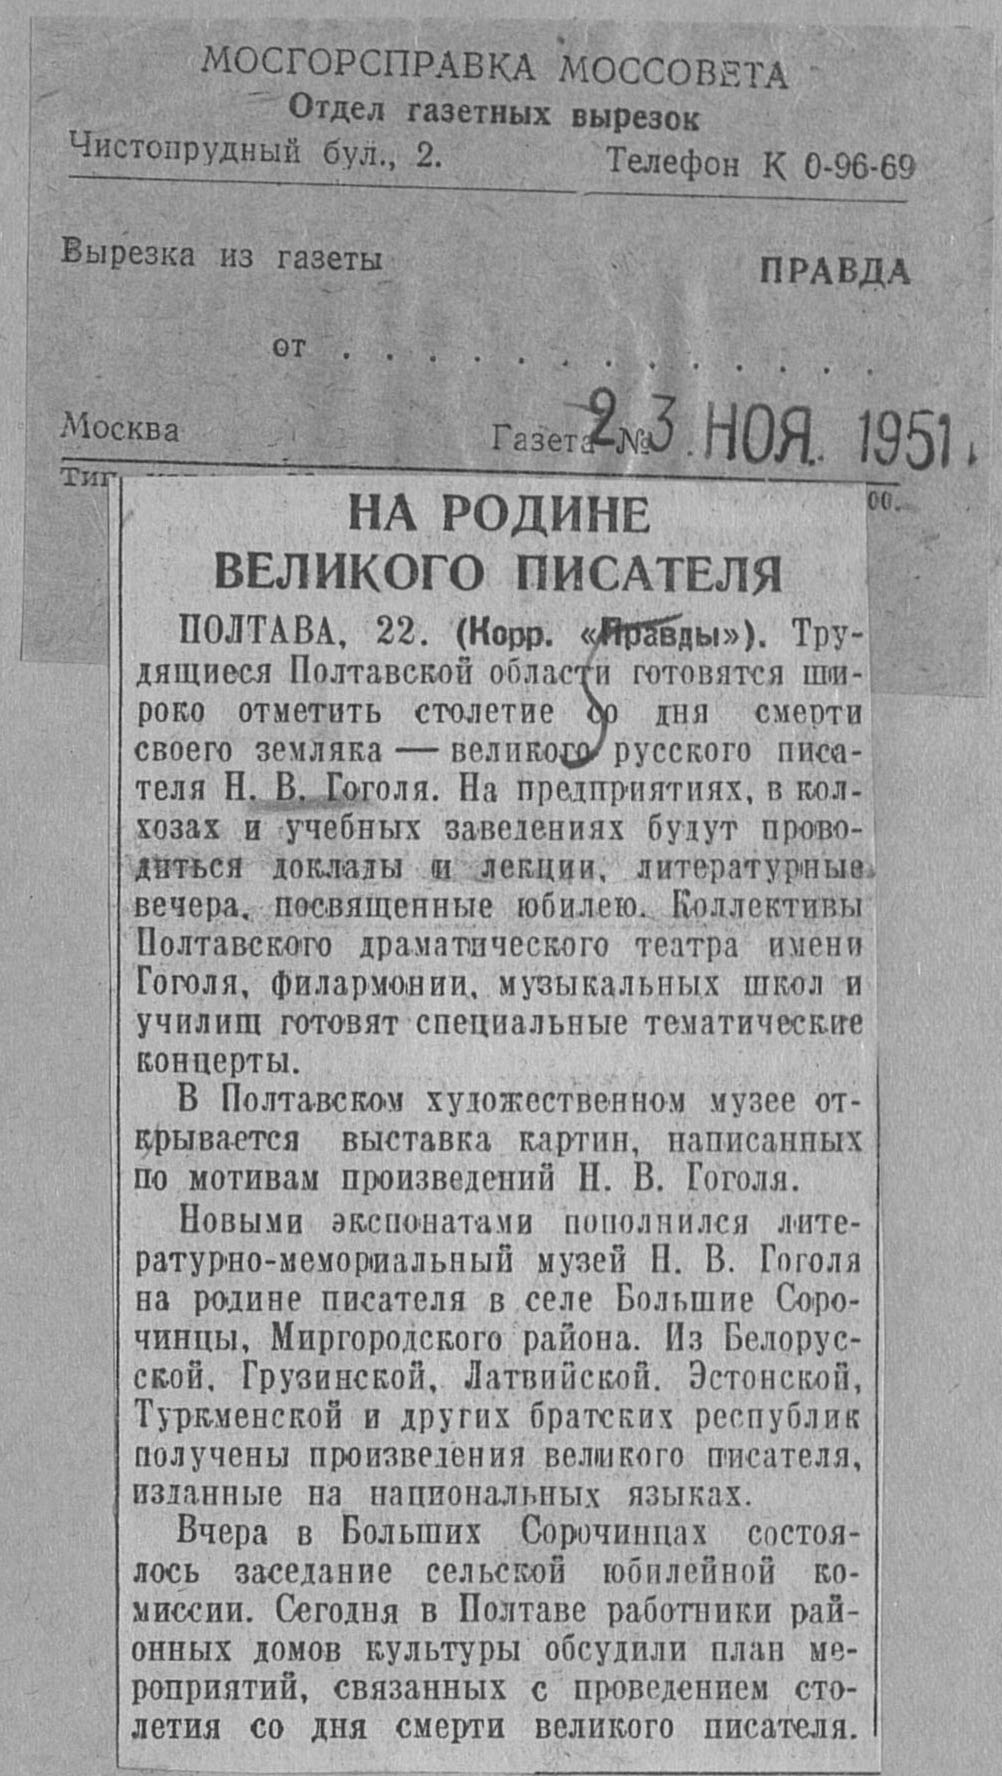 МОСГОРСПРАВКА МОССОВЕТА
Отдел газетных вырезок
Чистопрудный бул., 2. Телефон К 0-96-69
Вырезка из газеты ПРАВДА
от . . . . . . . . . . . . .
Москва Газета № 23 НОЯ. 1951
Тип 00.
НА РОДИНЕ
ВЕЛИКОГО ПИСАТЕЛЯ
ПОЛТАВА, 22. (Корр. «Правды»). Тру-
дящиеся Полтавской области готовятся ши-
роко отметить столетие со дня смерти
своего земляка — великого русского писа-
теля Н. В. Гоголя. На предприятиях, в кол-
хозах и учебных заведениях будут прово-
диться доклады и лекции, литературные
вечера, посвященные юбилею. Коллективы
Полтавского драматического театра имени
Гоголя, филармонии, музыкальных школ и
училищ готовят специальные тематические
концерты.
В Полтавском художественном музее от-
крывается выставка картин, написанных
по мотивам произведений Н. В. Гоголя.
Новыми экспонатами пополнился лите-
ратурно-мемориальный музей Н. В. Гоголя
на родине писателя в селе Большие Соро-
чинцы, Миргородского района. Из Белорус-
ской, Грузинской, Латвийской, Эстонской,
Туркменской и других братских республик
получены произведения великого писателя,
изданные на национальных языках.
Вчера в Больших Сорочинцах состоя-
лось заседание сельской юбилейной ко-
миссии. Сегодня в Полтаве работники рай-
онных домов культуры обсудили план ме-
роприятий, связанных с проведением сто-
летия со дня смерти великого писателя.